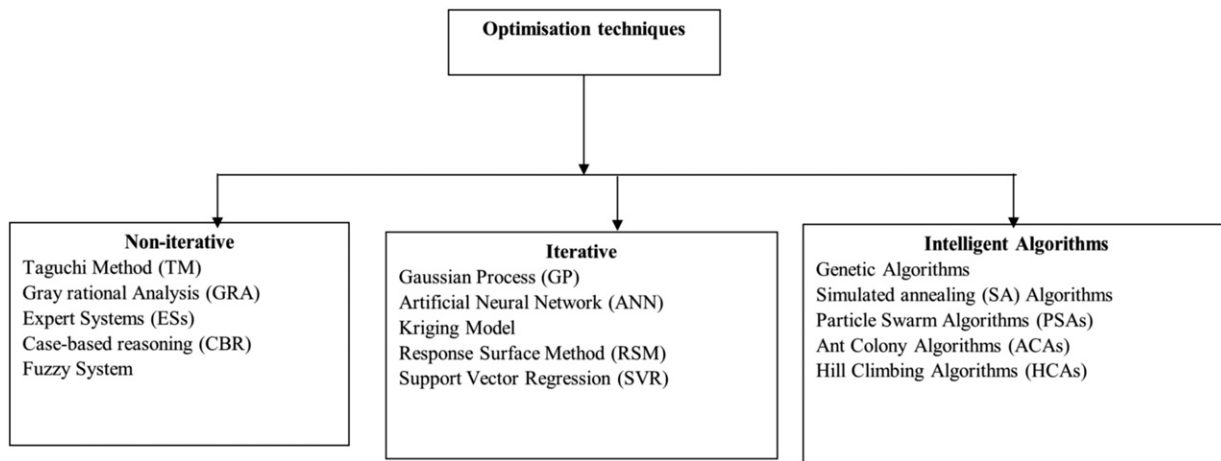 Optimisation techniques
Non-iterative
Taguchi Method (TM)
Gray rational Analysis (GRA)
Expert Systems (ESs)
Case-based reasoning (CBR)
Fuzzy System
Iterative
Gaussian Process (GP)
Artificial Neural Network (ANN)
Kriging Model
Response Surface Method (RSM)
Support Vector Regression (SVR)
Intelligent Algorithms
Genetic Algorithms
Simulated annealing (SA) Algorithms
Particle Swarm Algorithms (PSAs)
Ant Colony Algorithms (ACAs)
Hill Climbing Algorithms (HCAs)